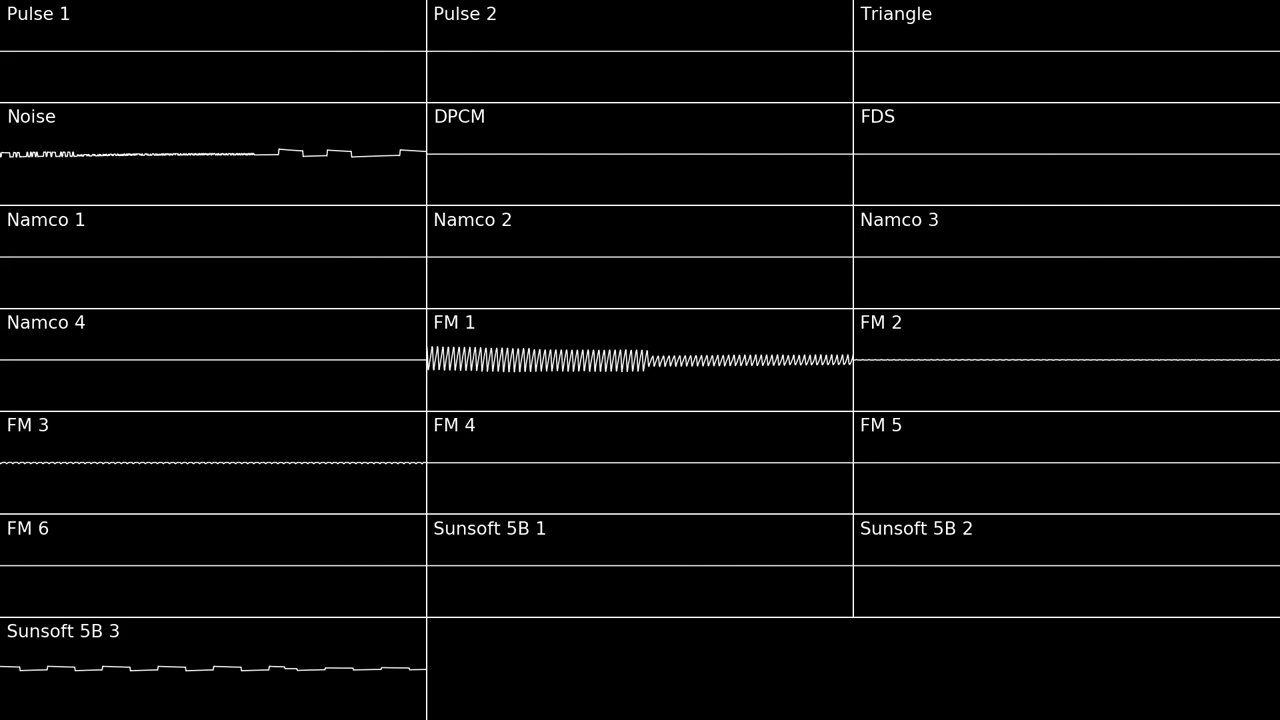 Pulse 1
Pulse 2
Triangle
Noise
DPCM
FDS
Namco 1
Namco 2
Namco 3
Namco 4
FM 1
FM 2
FM 3
FM 4
FM 5
FM 6
Sunsoft 5B 1
Sunsoft 5B 2
Sunsoft 5B 3